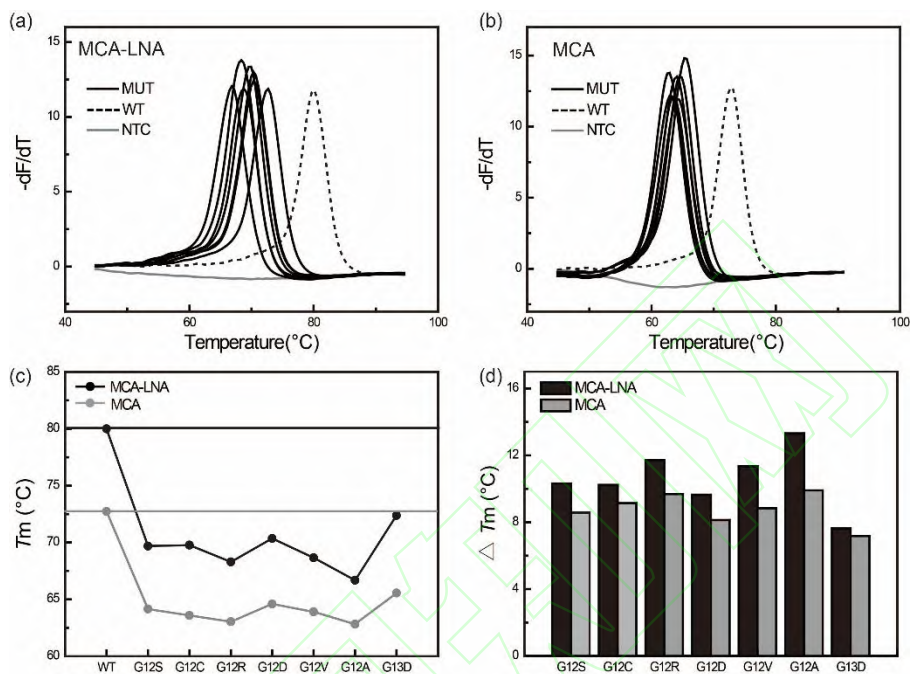 (a)
MCA-LNA
MUT
WT
NTC
-dF/dT
15
10
5
0
40
60
80
100
Temperature(°C)
(b)
MCA
MUT
WT
NTC
-dF/dT
15
10
5
0
40
60
80
100
Temperature(°C)
(c)
MCA-LNA
MCA
Tm (°C)
85
80
75
70
65
60
WT G12S G12C G12R G12D G12V G12A G13D
(d)
MCA-LNA
MCA
△ Tm (°C)
16
12
8
4
0
G12S G12C G12R G12D G12V G12A G13D